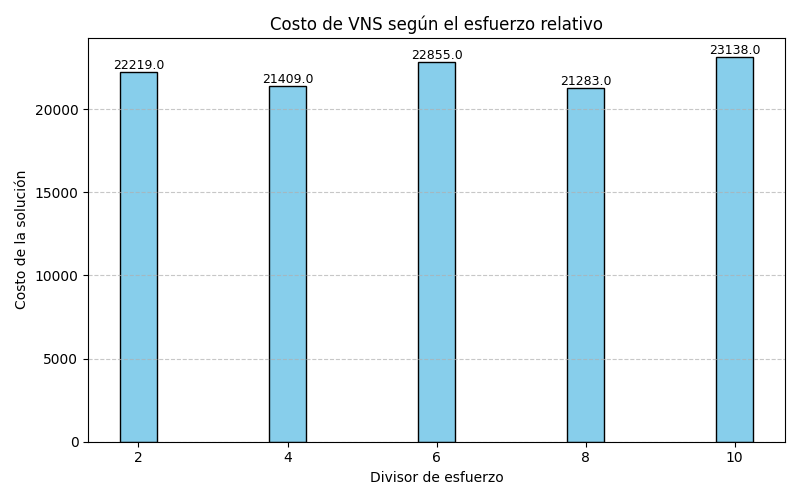 Costo de VNS según el esfuerzo relativo
22219.0
21409.0
22855.0
21283.0
23138.0
20000
15000
10000
5000
0
Costo de la solución
2 4 6 8 10
Divisor de esfuerzo